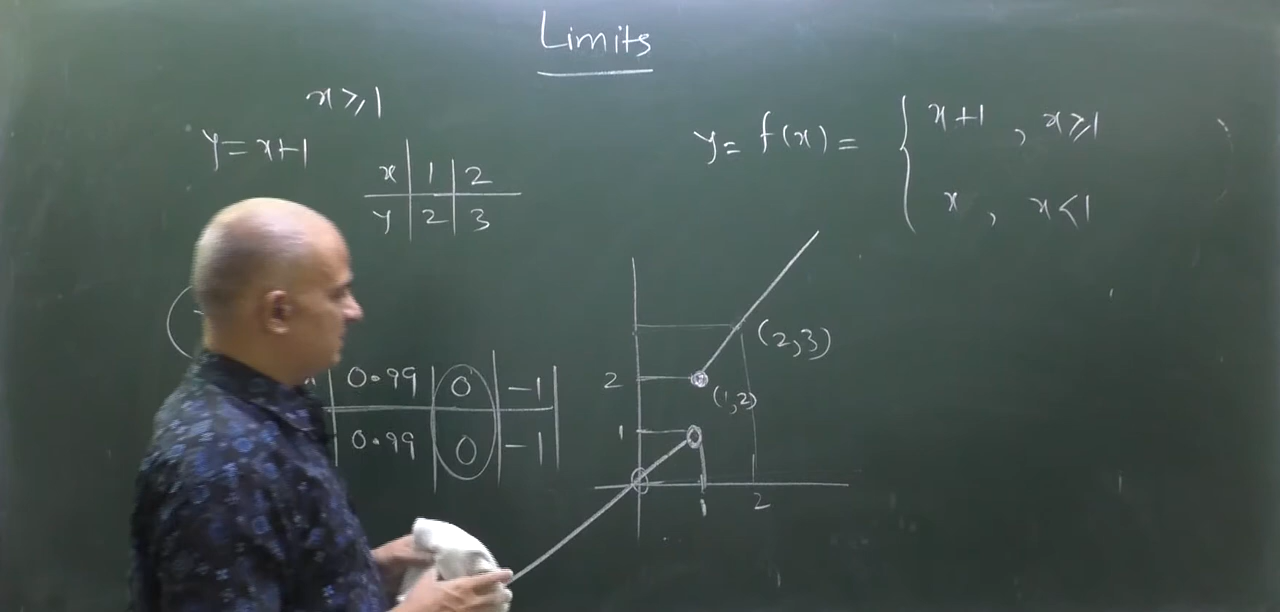 Limits
x ≥ 1
y = x+1
x | 1 | 2
y | 2 | 3
y = f(x) = { x+1 , x ≥ 1
x , x < 1
0.99 | 0 | -1
0.99 | 0 | -1
(2,3)
2
(1,2)
1
1
2